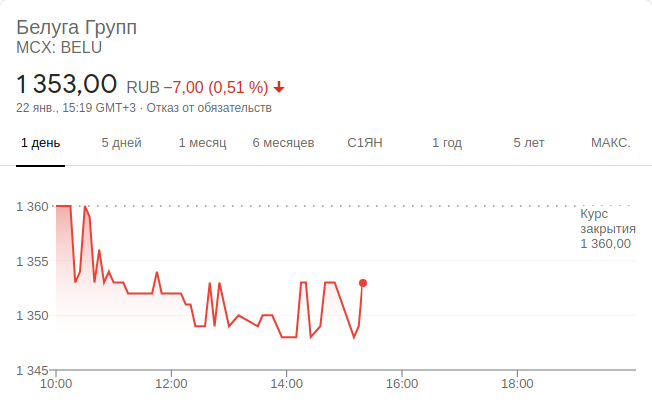 Белуга Групп
MCX: BELU
1 353,00 RUB −7,00 (0,51 %)
22 янв., 15:19 GMT+3 · Отказ от обязательств
1 день 5 дней 1 месяц 6 месяцев С1ЯН 1 год 5 лет МАКС.
1 360
Курс
закрытия
1 360,00
1 355
1 350
1 345
10:00 12:00 14:00 16:00 18:00